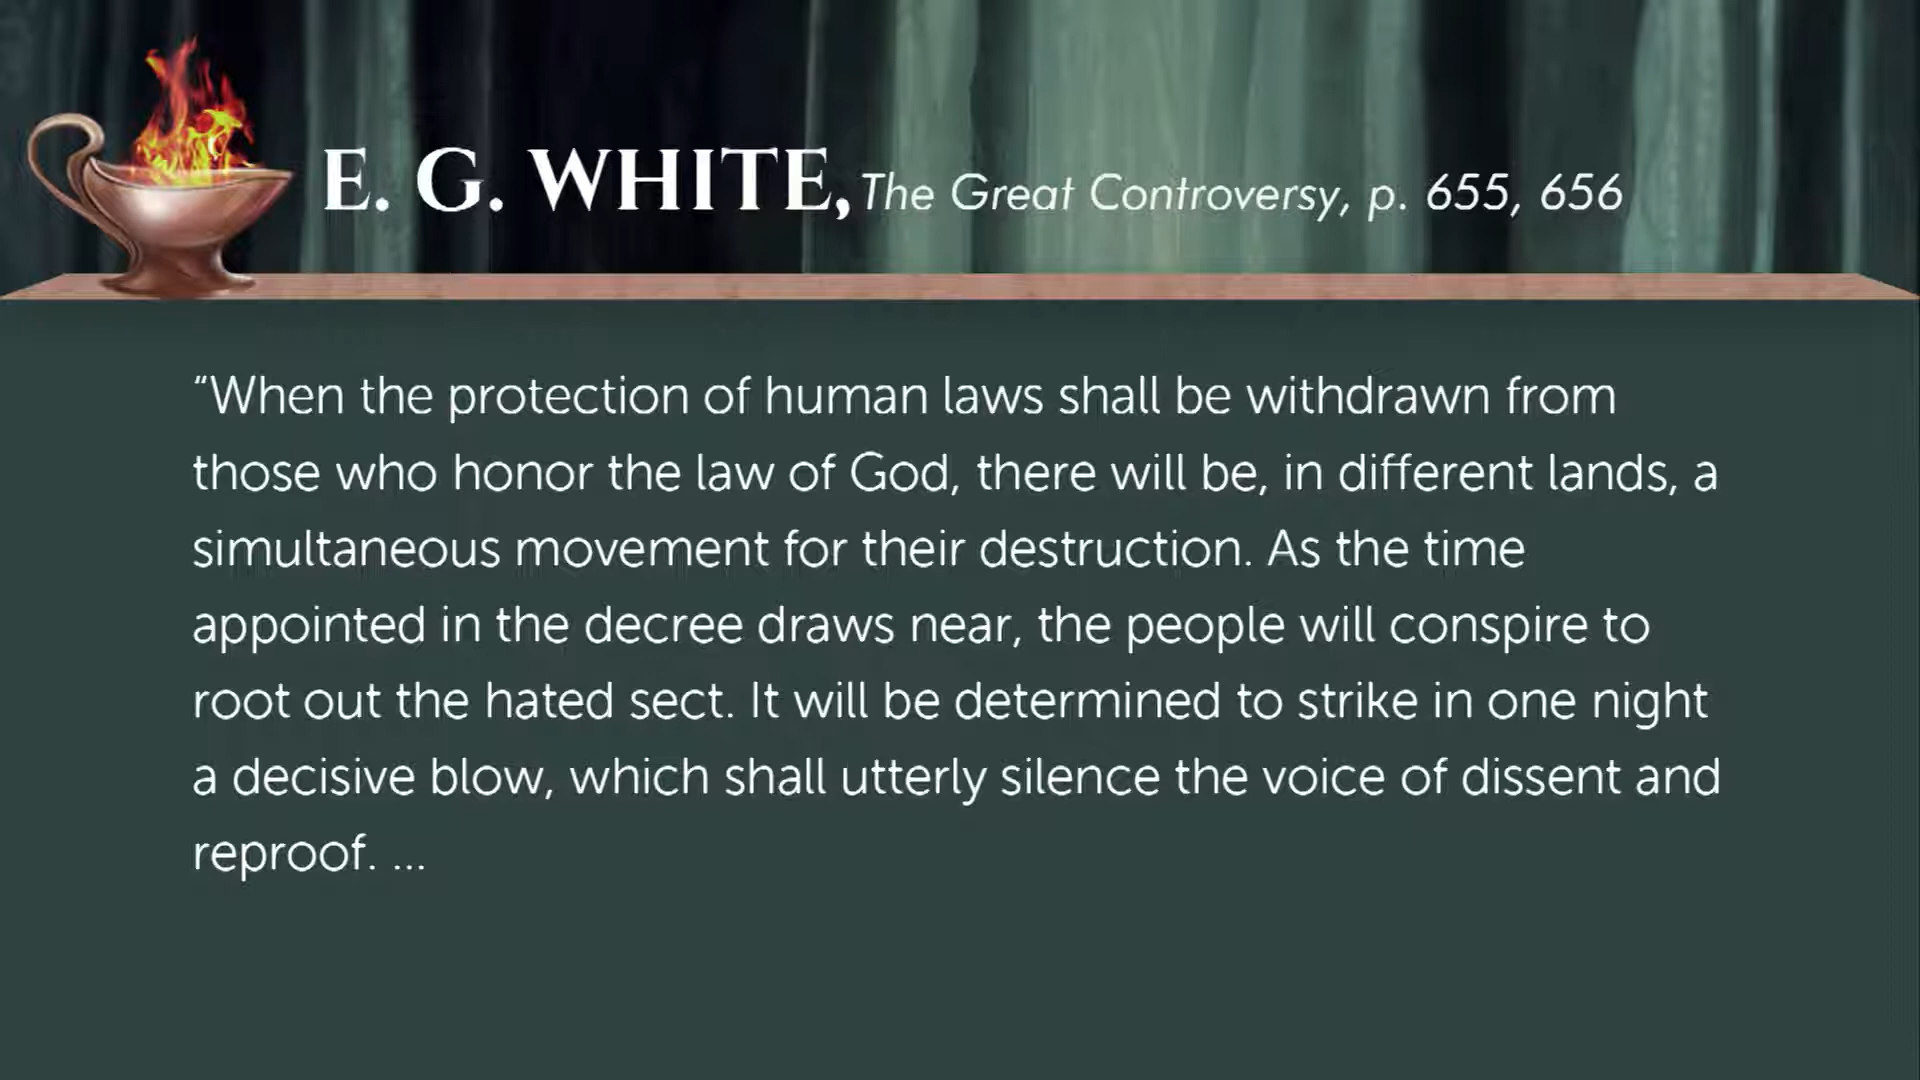 E. G. WHITE, The Great Controversy, p. 655, 656
“When the protection of human laws shall be withdrawn from
those who honor the law of God, there will be, in different lands, a
simultaneous movement for their destruction. As the time
appointed in the decree draws near, the people will conspire to
root out the hated sect. It will be determined to strike in one night
a decisive blow, which shall utterly silence the voice of dissent and
reproof. ...